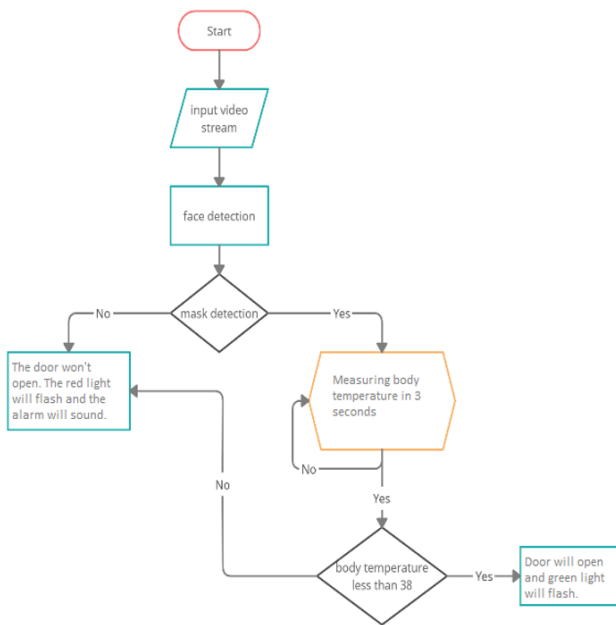 Start
input video
stream
face detection
mask detection
No
Yes
The door won't
open. The red light
will flash and the
alarm will sound.
Measuring body
temperature in 3
seconds
No
Yes
No
body temperature
less than 38
Yes
Door will open
and green light
will flash.